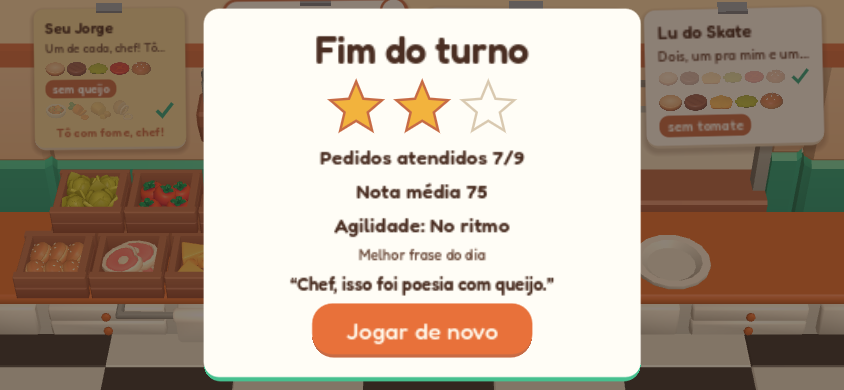 Seu Jorge
Um de cada, chef! Tô...
sem queijo
Tô com fome, chef!
Fim do turno
Pedidos atendidos 7/9
Nota média 75
Agilidade: No ritmo
Melhor frase do dia
“Chef, isso foi poesia com queijo.”
Jogar de novo
Lu do Skate
Dois, um pra mim e um...
sem tomate